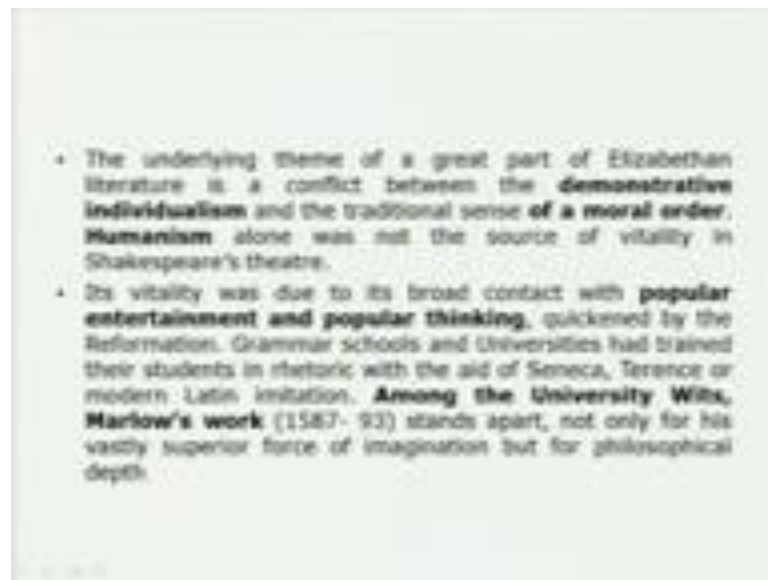 • The underlying theme of a great part of Elizabethan
literature is a conflict between the demonstrative
individualism and the traditional sense of a moral order.
Humanism alone was not the source of vitality in
Shakespeare's theatre.
• Its vitality was due to its broad contact with popular
entertainment and popular thinking, quickened by the
Reformation. Grammar schools and Universities had trained
their students in rhetoric with the aid of Seneca, Terence or
modern Latin imitation. Among the University Wits,
Marlow's work (1587- 93) stands apart, not only for his
vastly superior force of imagination but for philosophical
depth